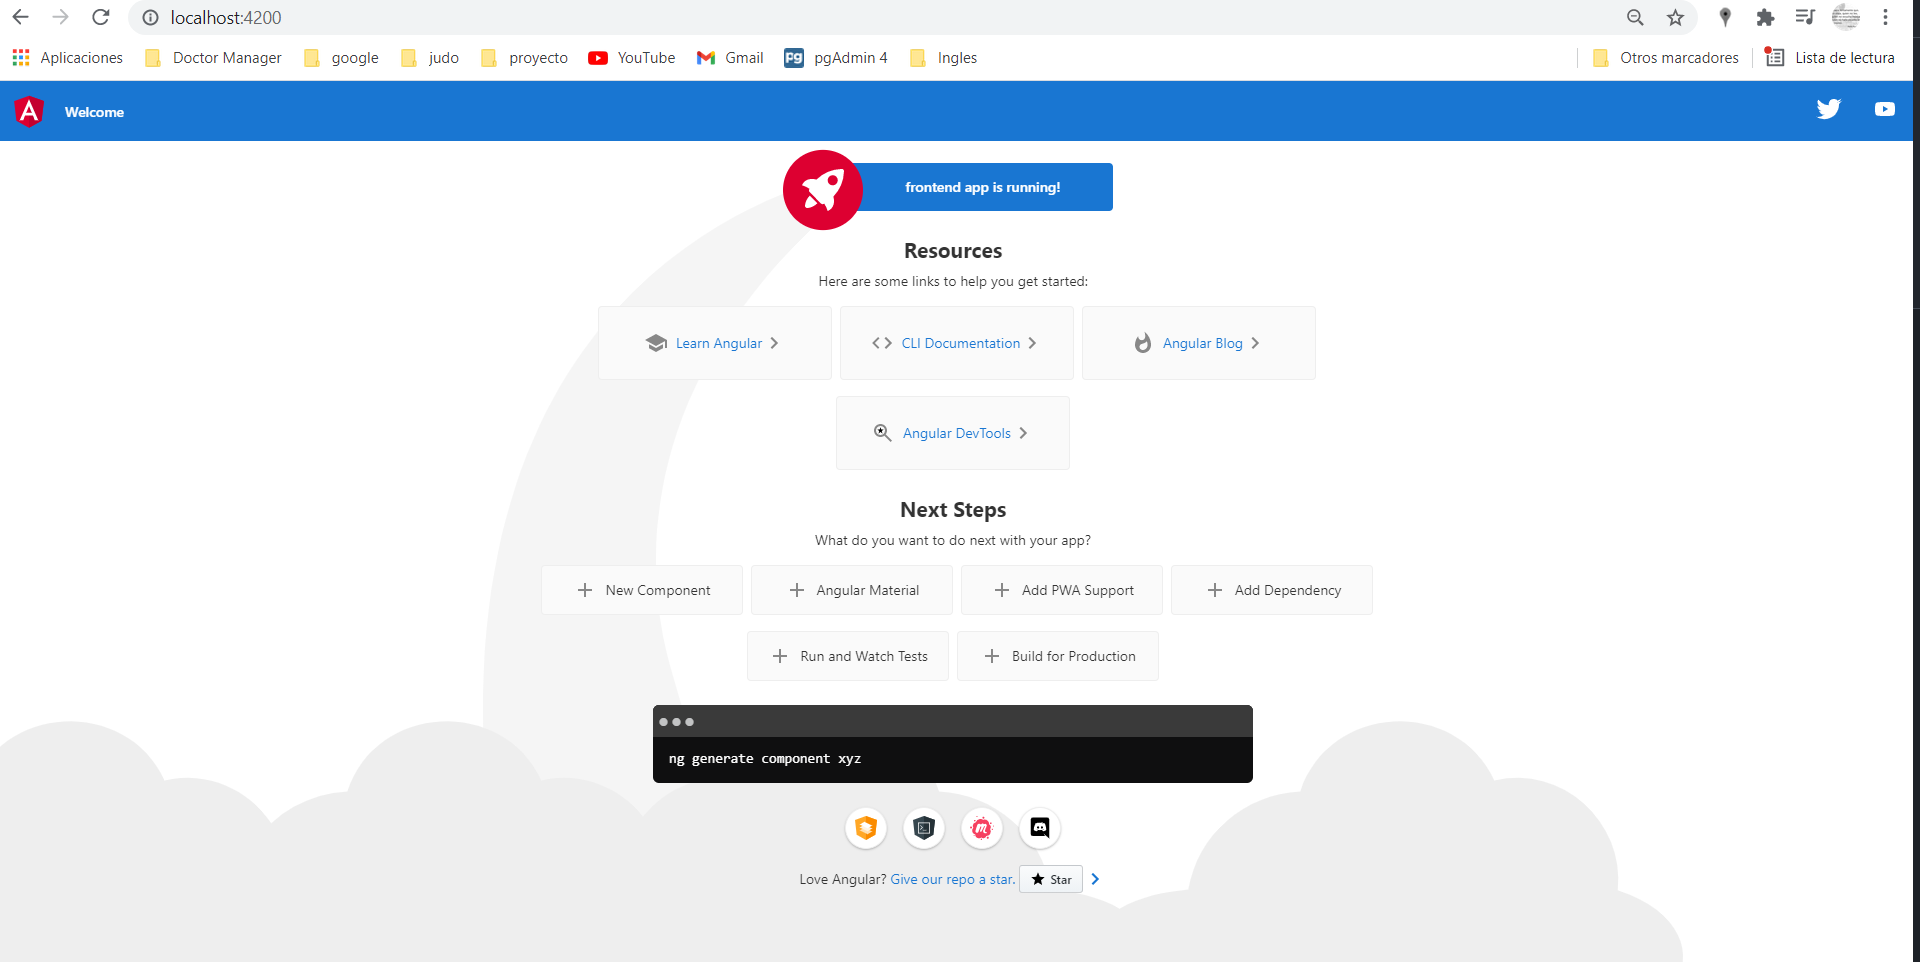 localhost:4200
Aplicaciones Doctor Manager google judo proyecto YouTube Gmail Pg pgAdmin 4 Ingles Otros marcadores Lista de lectura
A Welcome
frontend app is running!
Resources
Here are some links to help you get started:
Learn Angular CLI Documentation Angular Blog
Angular DevTools
Next Steps
What do you want to do next with your app?
New Component Angular Material Add PWA Support Add Dependency
Run and Watch Tests Build for Production
ng generate component xyz
m
Love Angular? Give our repo a star. Star